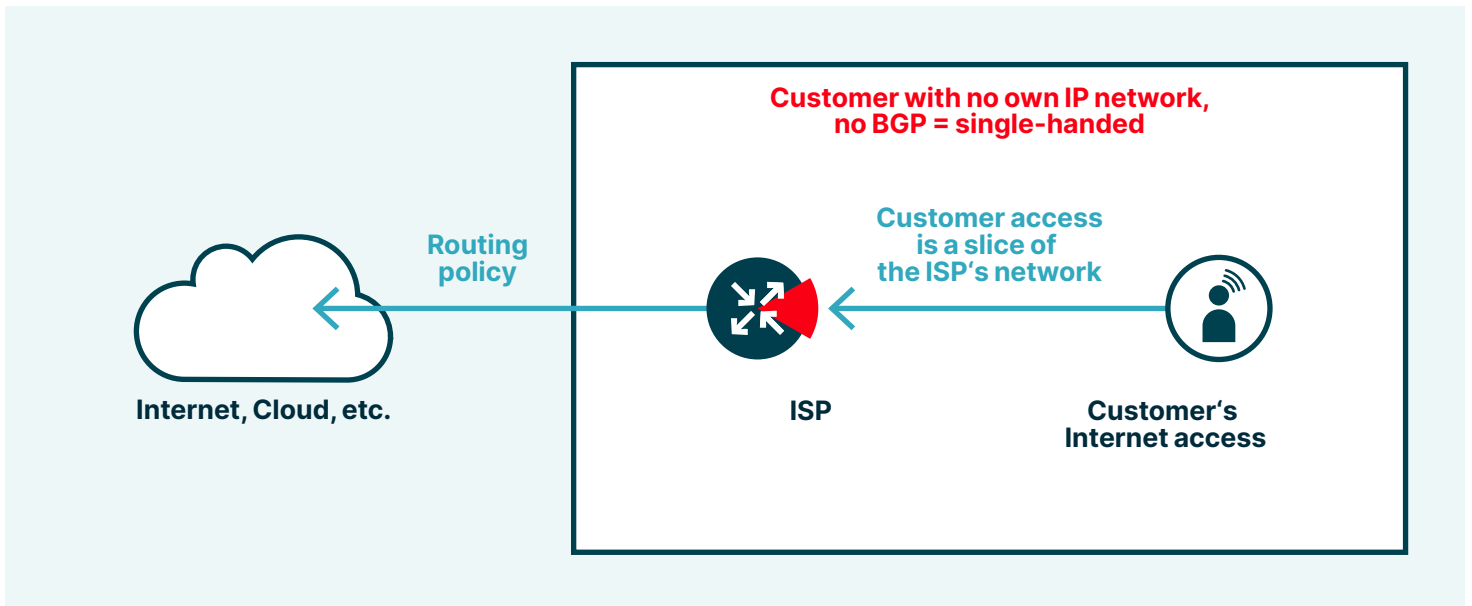 Customer with no own IP network,
no BGP = single-handed
Routing
policy
Customer access
is a slice of
the ISP‘s network
Internet, Cloud, etc.
ISP
Customer‘s
Internet access